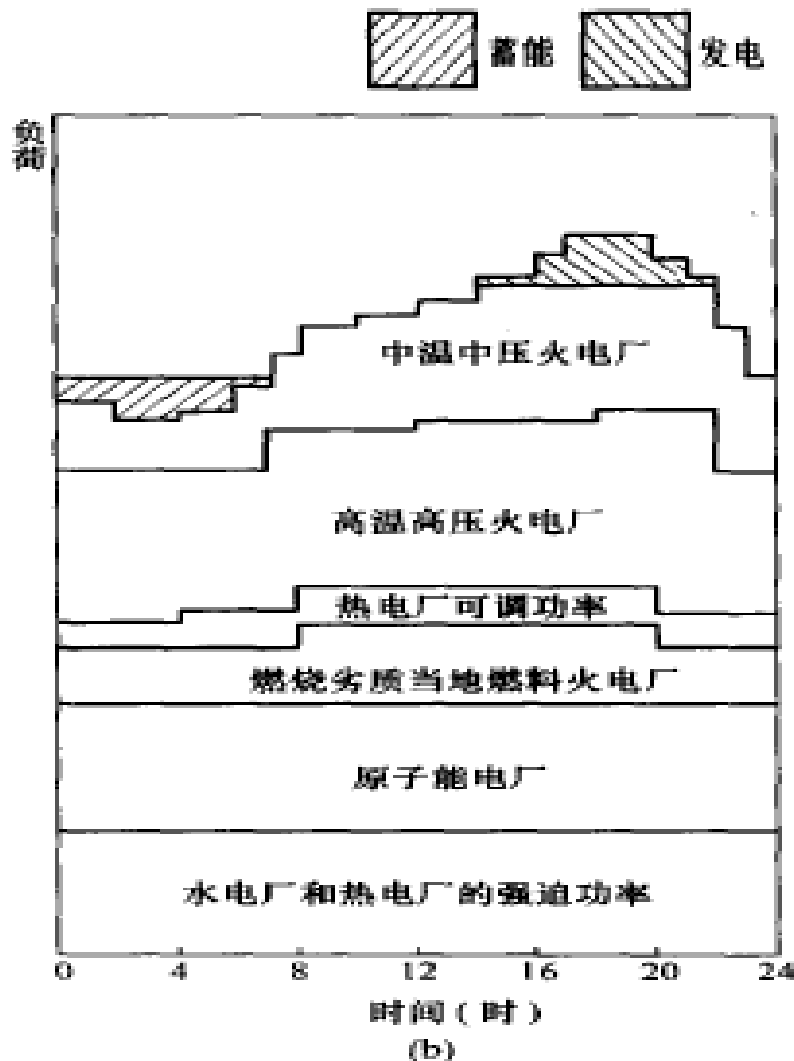 蓄能 发电
负荷
中温中压火电厂
高温高压火电厂
热电厂可调功率
燃烧劣质当地燃料火电厂
原子能电厂
水电厂和热电厂的强迫功率
0 4 8 12 16 20 24
时间(时)
(b)